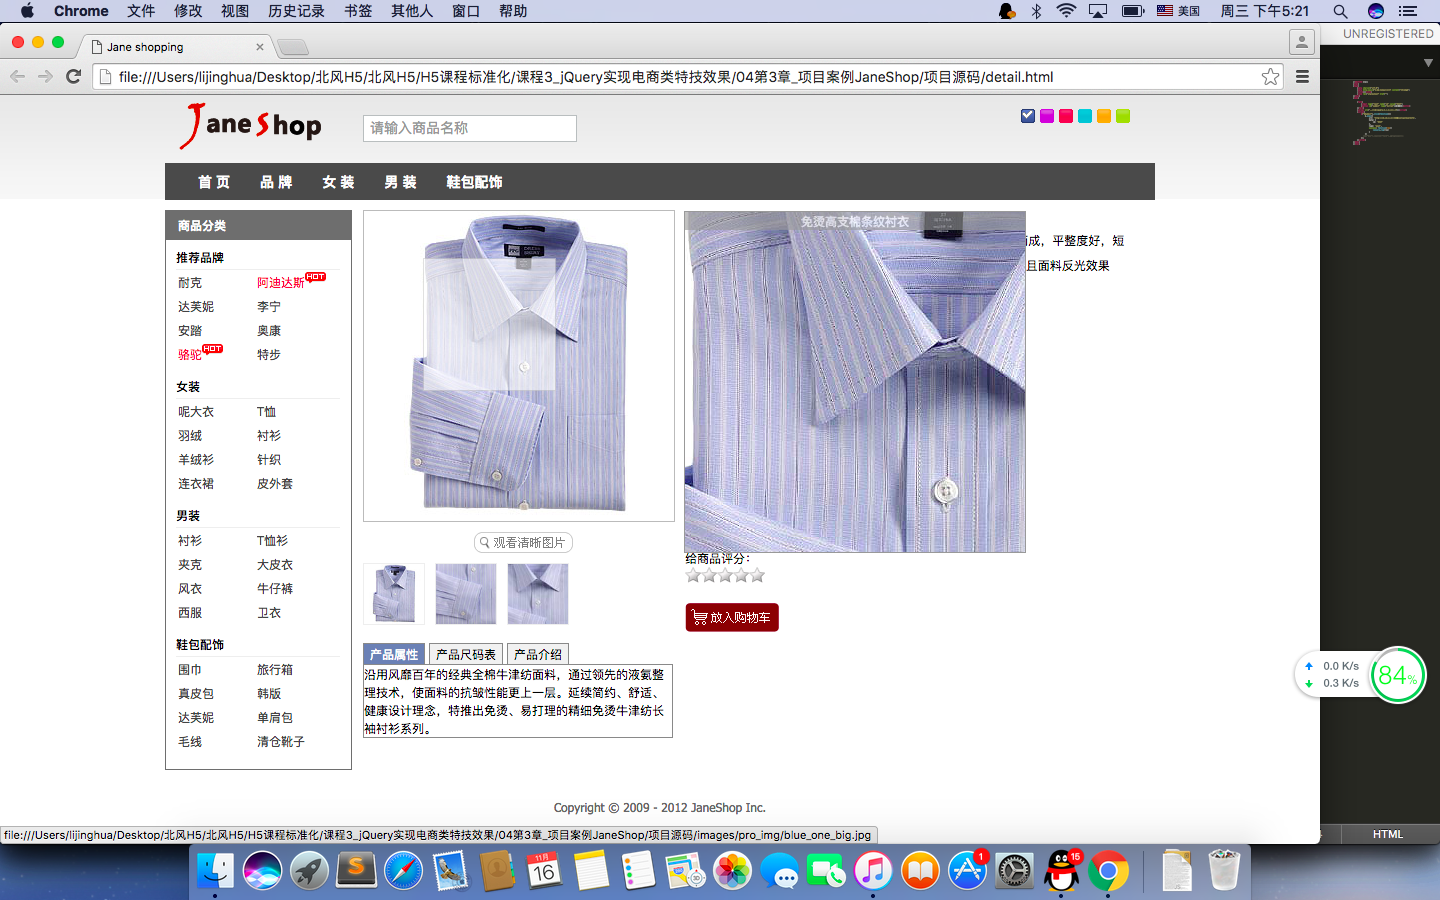 Chrome 文件 修改 视图 历史记录 书签 其他人 窗口 帮助 美国 周三 下午5:21
UNREGISTERED
Jane shopping
file:///Users/lijinghua/Desktop/北风H5/北风H5/H5课程标准化/课程3_jQuery实现电商类特技效果/04第3章_项目案例JaneShop/项目源码/detail.html
Jane Shop
请输入商品名称
首 页 品 牌 女 装 男 装 鞋包配饰
商品分类
推荐品牌
耐克 阿迪达斯 HOT
达芙妮 李宁
安踏 奥康
骆驼 HOT 特步
女装
呢大衣 T恤
羽绒 衬衫
羊绒衫 针织
连衣裙 皮外套
男装
衬衫 T恤衫
夹克 大皮衣
风衣 牛仔裤
西服 卫衣
鞋包配饰
围巾 旅行箱
真皮包 韩版
达芙妮 单肩包
毛线 清仓靴子
观看清晰图片
产品属性 产品尺码表 产品介绍
沿用风靡百年的经典全棉牛津纺面料，通过领先的液氨整
理技术，使面料的抗皱性能更上一层。延续简约、舒适、
健康设计理念，特推出免烫、易打理的精细免烫牛津纺长
袖衬衫系列。
免烫高支棉条纹衬衣
成，平整度好，短
且面料反光效果
给商品评分：
放入购物车
0.0 K/s
0.3 K/s
84%
Copyright © 2009 - 2012 JaneShop Inc.
file:///Users/lijinghua/Desktop/北风H5/北风H5/H5课程标准化/课程3_jQuery实现电商类特技效果/04第3章_项目案例JaneShop/项目源码/images/pro_img/blue_one_big.jpg
HTML
11月
16
1
16